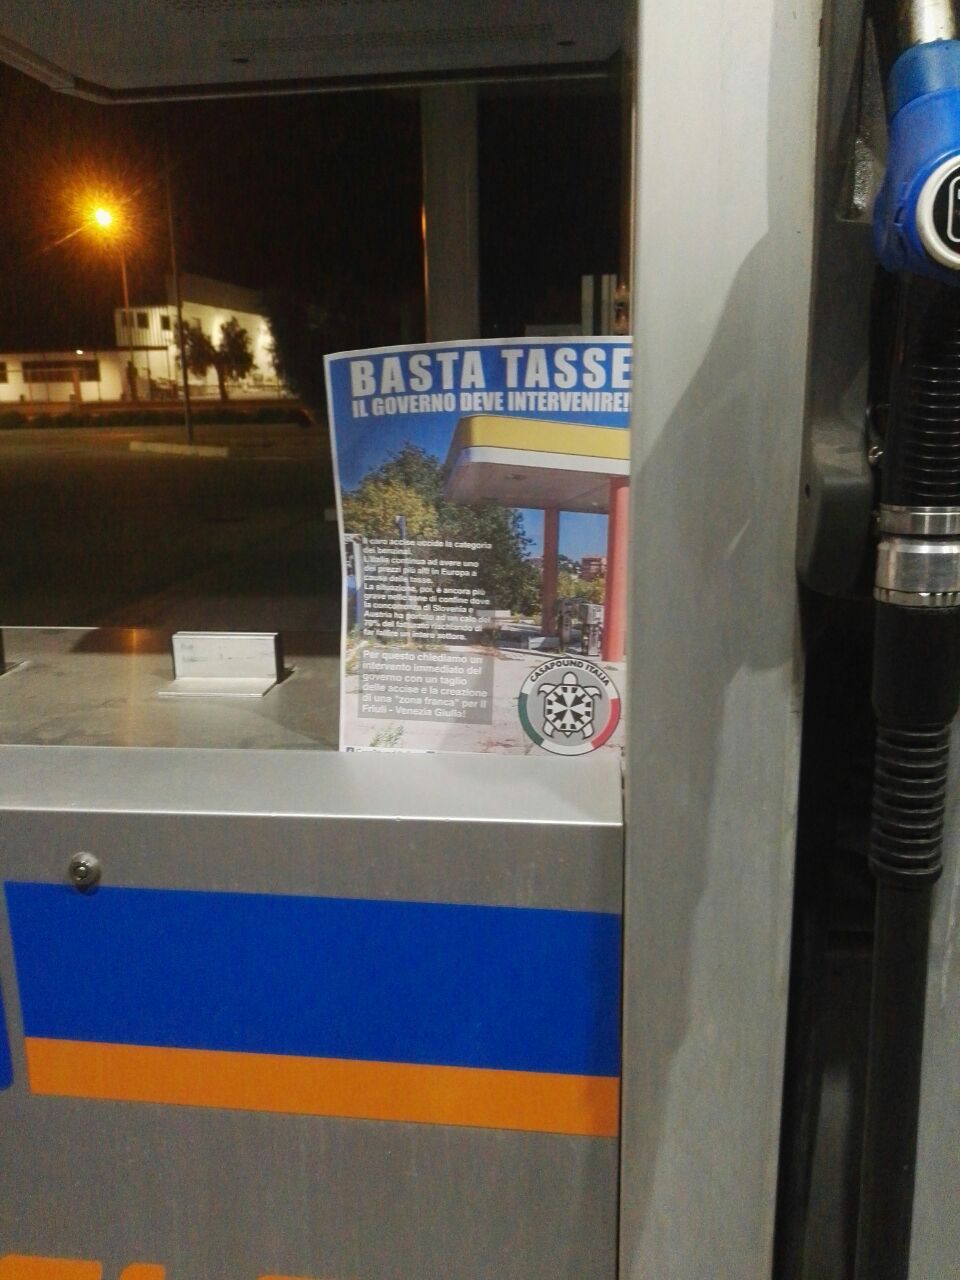 BASTA TASSE
IL GOVERNO DEVE INTERVENIRE!
Il caro accise uccide la categoria
dei benzinai.
L'Italia continua ad avere uno
dei prezzi più alti in Europa a
causa delle tasse.
La situazione, poi, è ancora più
grave nelle zone di confine dove
la concorrenza di Slovenia e
Austria ha portato ad un calo del
70% del fatturato rischiando di
far fallire un intero settore.
Per questo chiediamo un
intervento immediato del
governo con un taglio
delle accise e la creazione
di una "zona franca" per il
Friuli - Venezia Giulia!
CASAPOUND ITALIA